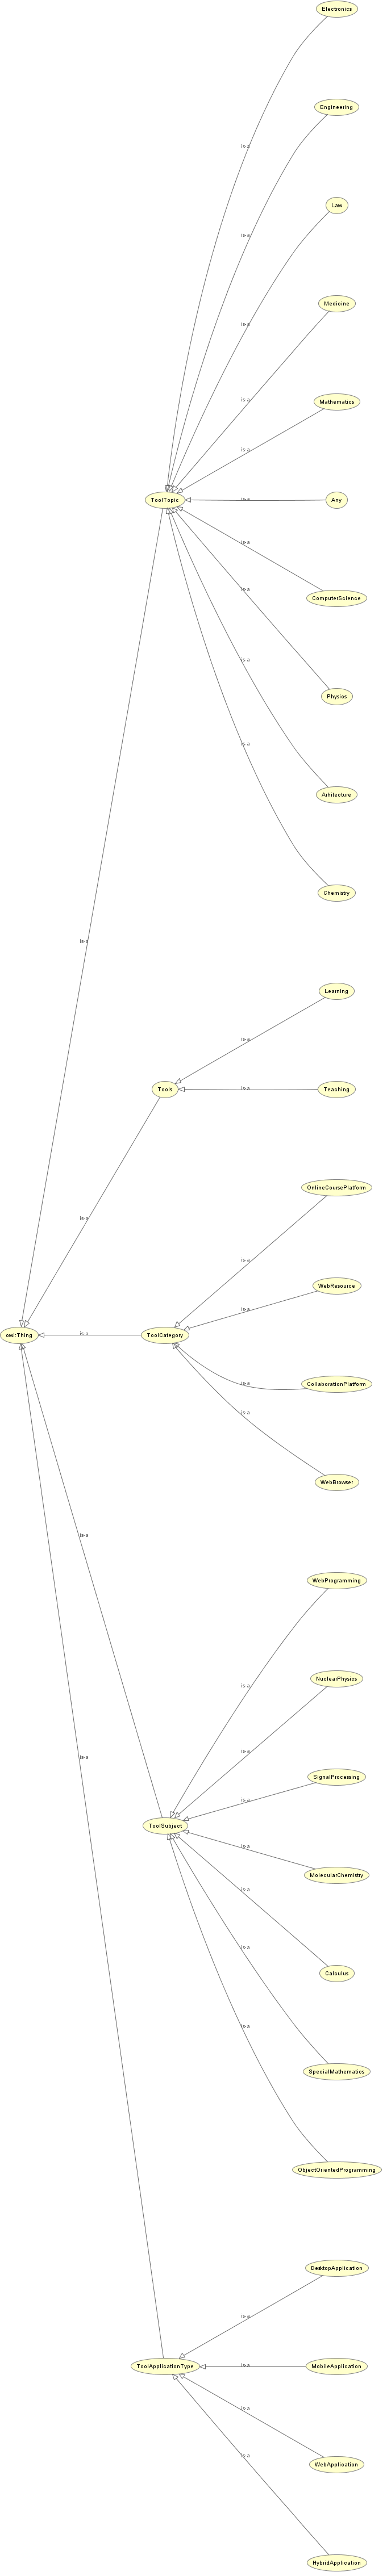 Electronics
Engineering
is-a
Law
is-a
Medicine
is-a
Mathematics
is-a
is-a
ToolTopic
is-a
Any
is-a
ComputerScience
is-a
Physics
is-a
Arhitecture
is-a
Chemistry
is-a
Learning
is-a
Tools
is-a
Teaching
OnlineCoursePlatform
is-a
is-a
WebResource
is-a
owl:Thing
is-a
ToolCategory
is-a
CollaborationPlatform
is-a
WebBrowser
is-a
WebProgramming
NuclearPhysics
is-a
is-a
is-a
SignalProcessing
is-a
ToolSubject
is-a
MolecularChemistry
is-a
Calculus
is-a
SpecialMathematics
is-a
ObjectOrientedProgramming
DesktopApplication
is-a
ToolApplicationType
is-a
MobileApplication
is-a
WebApplication
is-a
HybridApplication